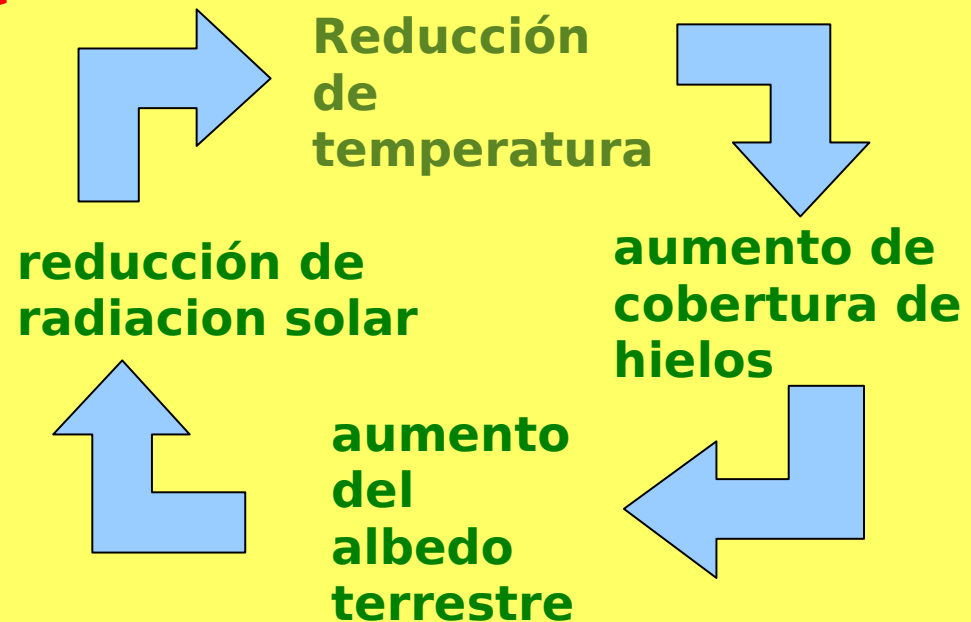 Reducción
de
temperatura
aumento de
cobertura de
hielos
aumento
del
albedo
terrestre
reducción de
radiacion solar